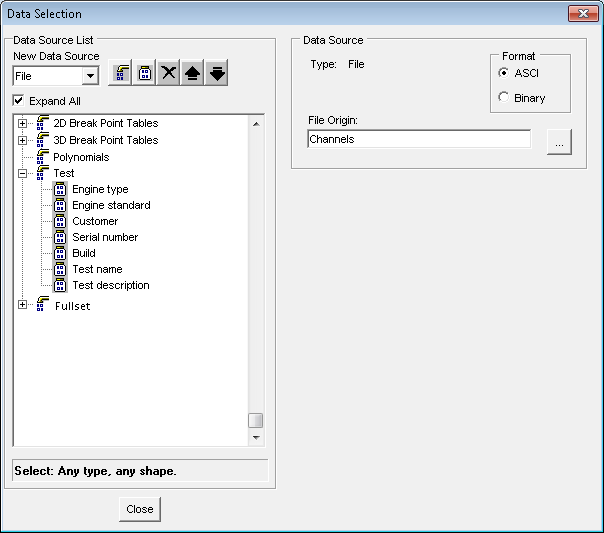 Data Selection
Data Source List
New Data Source
File
Expand All
2D Break Point Tables
3D Break Point Tables
Polynomials
Test
Engine type
Engine standard
Customer
Serial number
Build
Test name
Test description
Fullset
Select: Any type, any shape.
Close
Data Source
Type: File
Format
ASCI
Binary
File Origin:
Channels
...